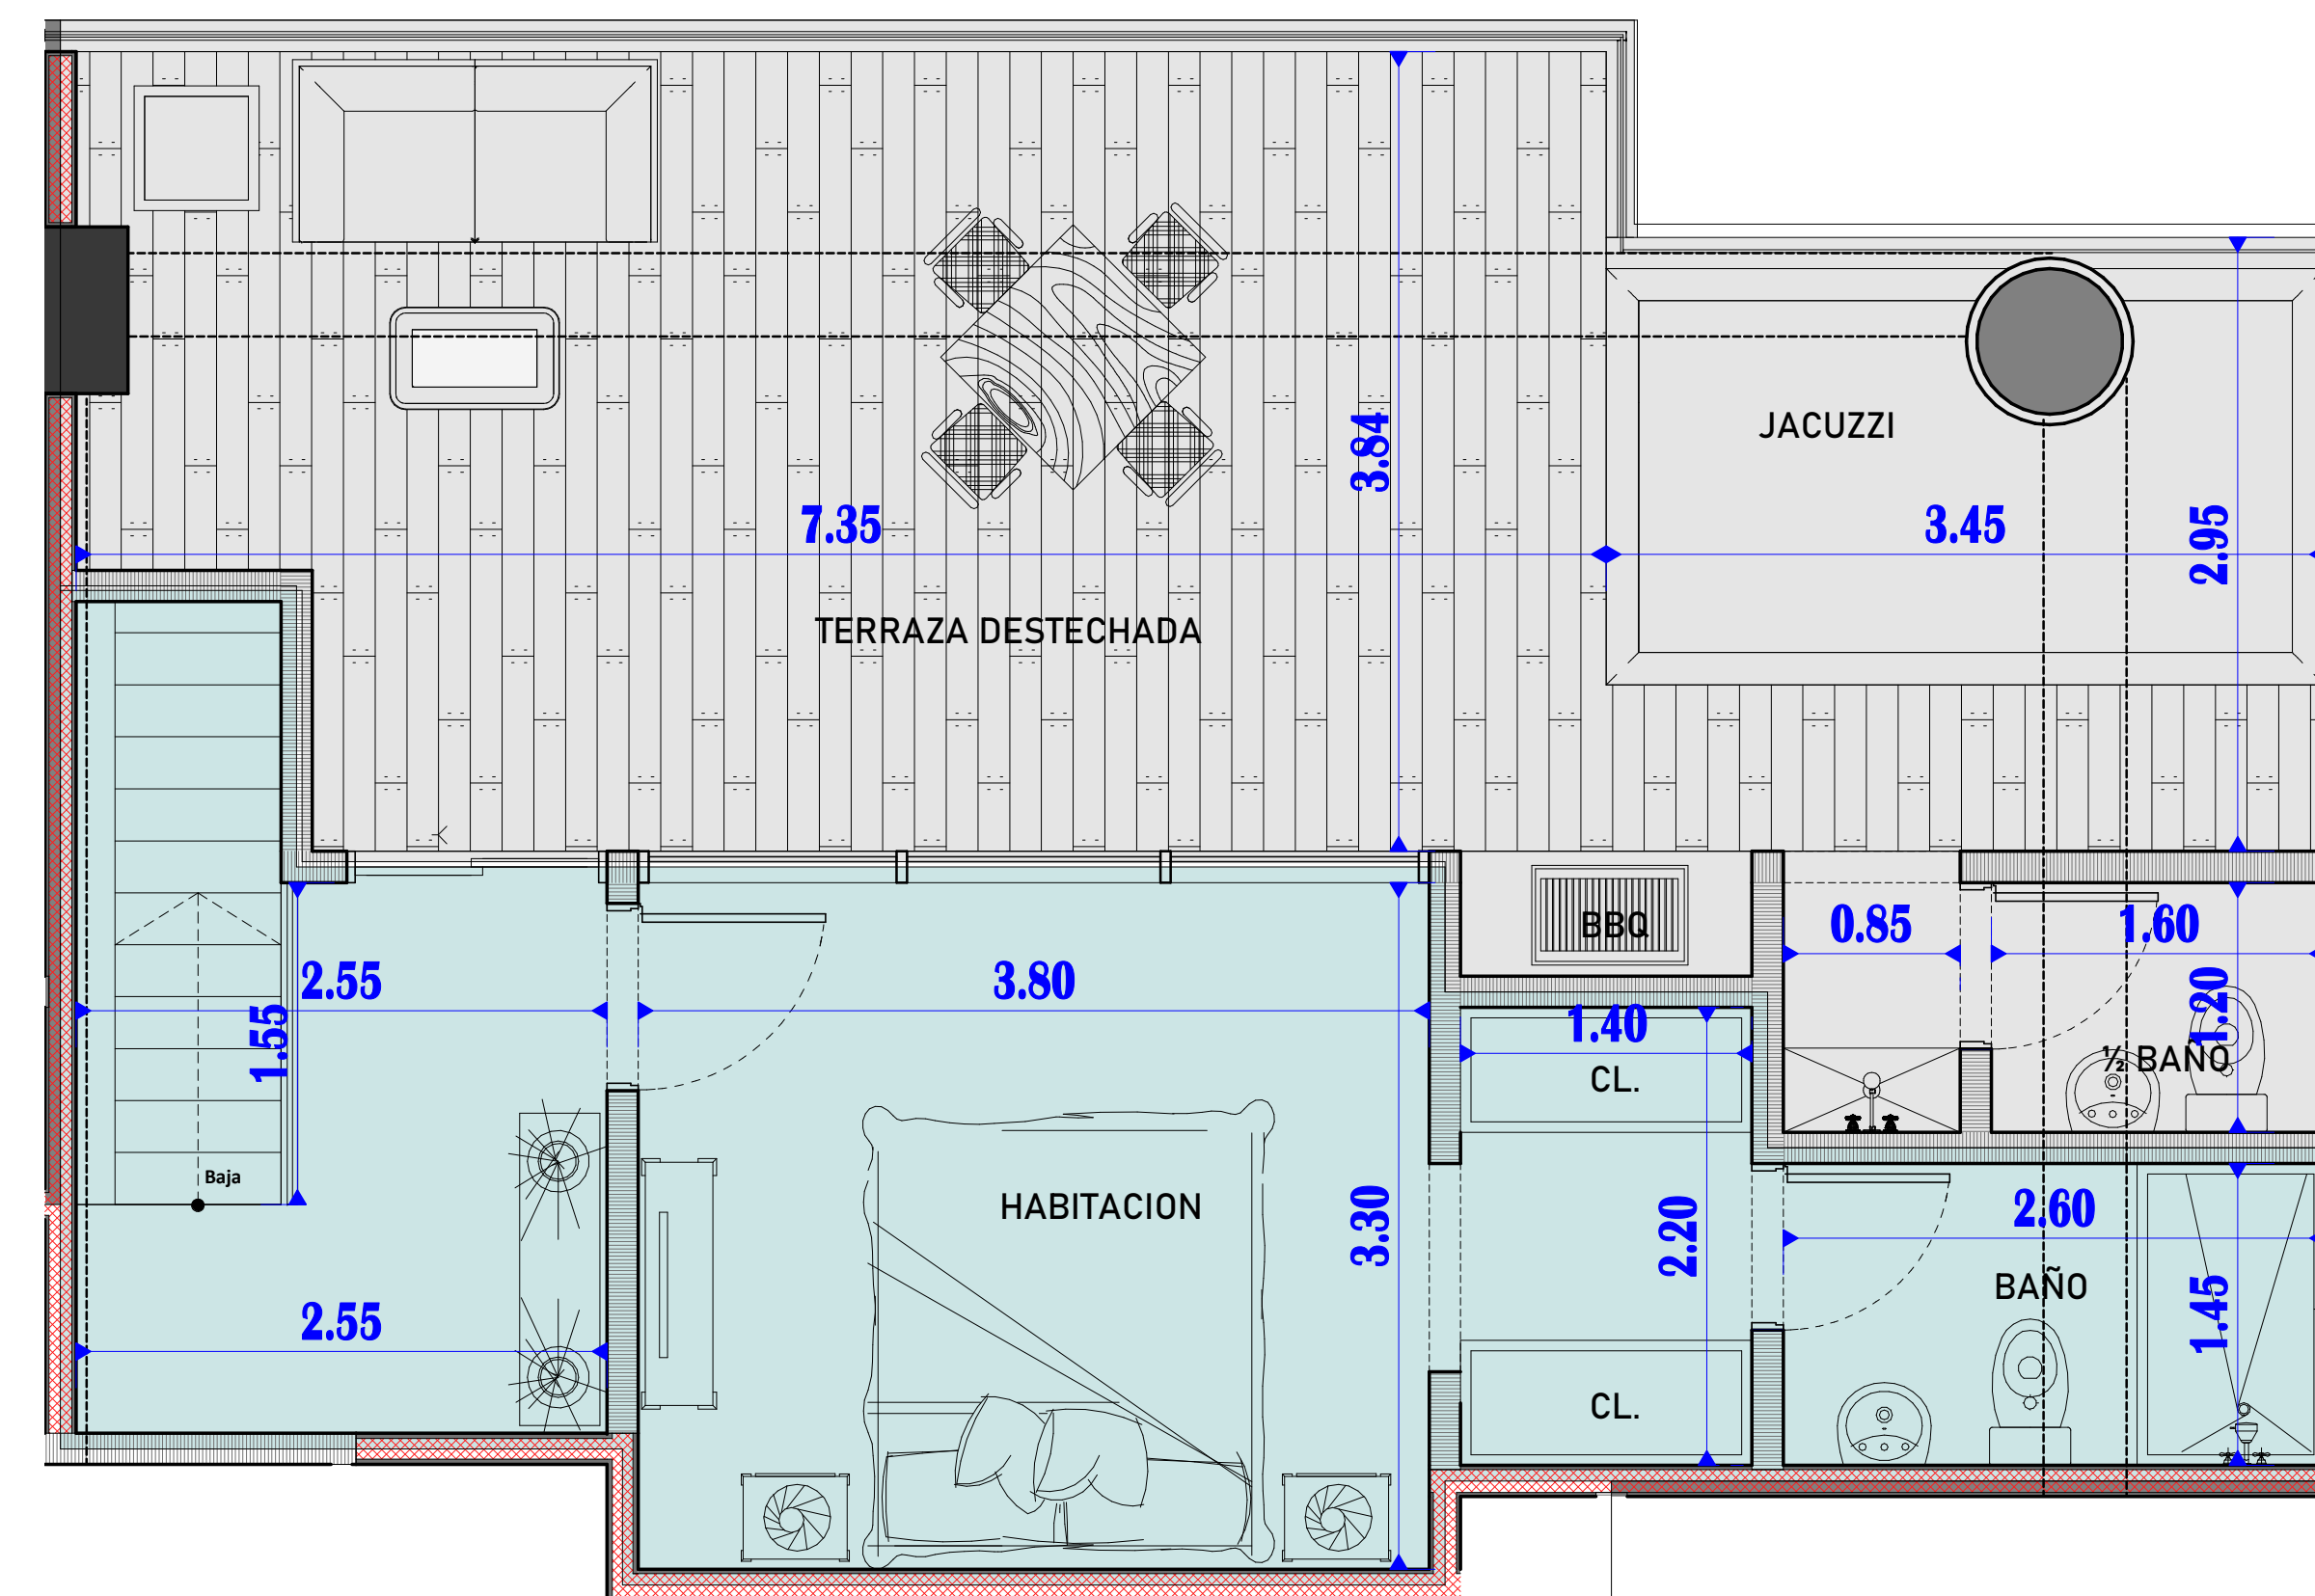 3.84
JACUZZI
7.35
3.45
2.95
TERRAZA DESTECHADA
BBQ
0.85
1.60
2.55
3.80
1.55
1.40
1.20
CL.
½ BAÑO
Baja
HABITACION
3.30
2.20
2.60
BAÑO
1.45
2.55
CL.